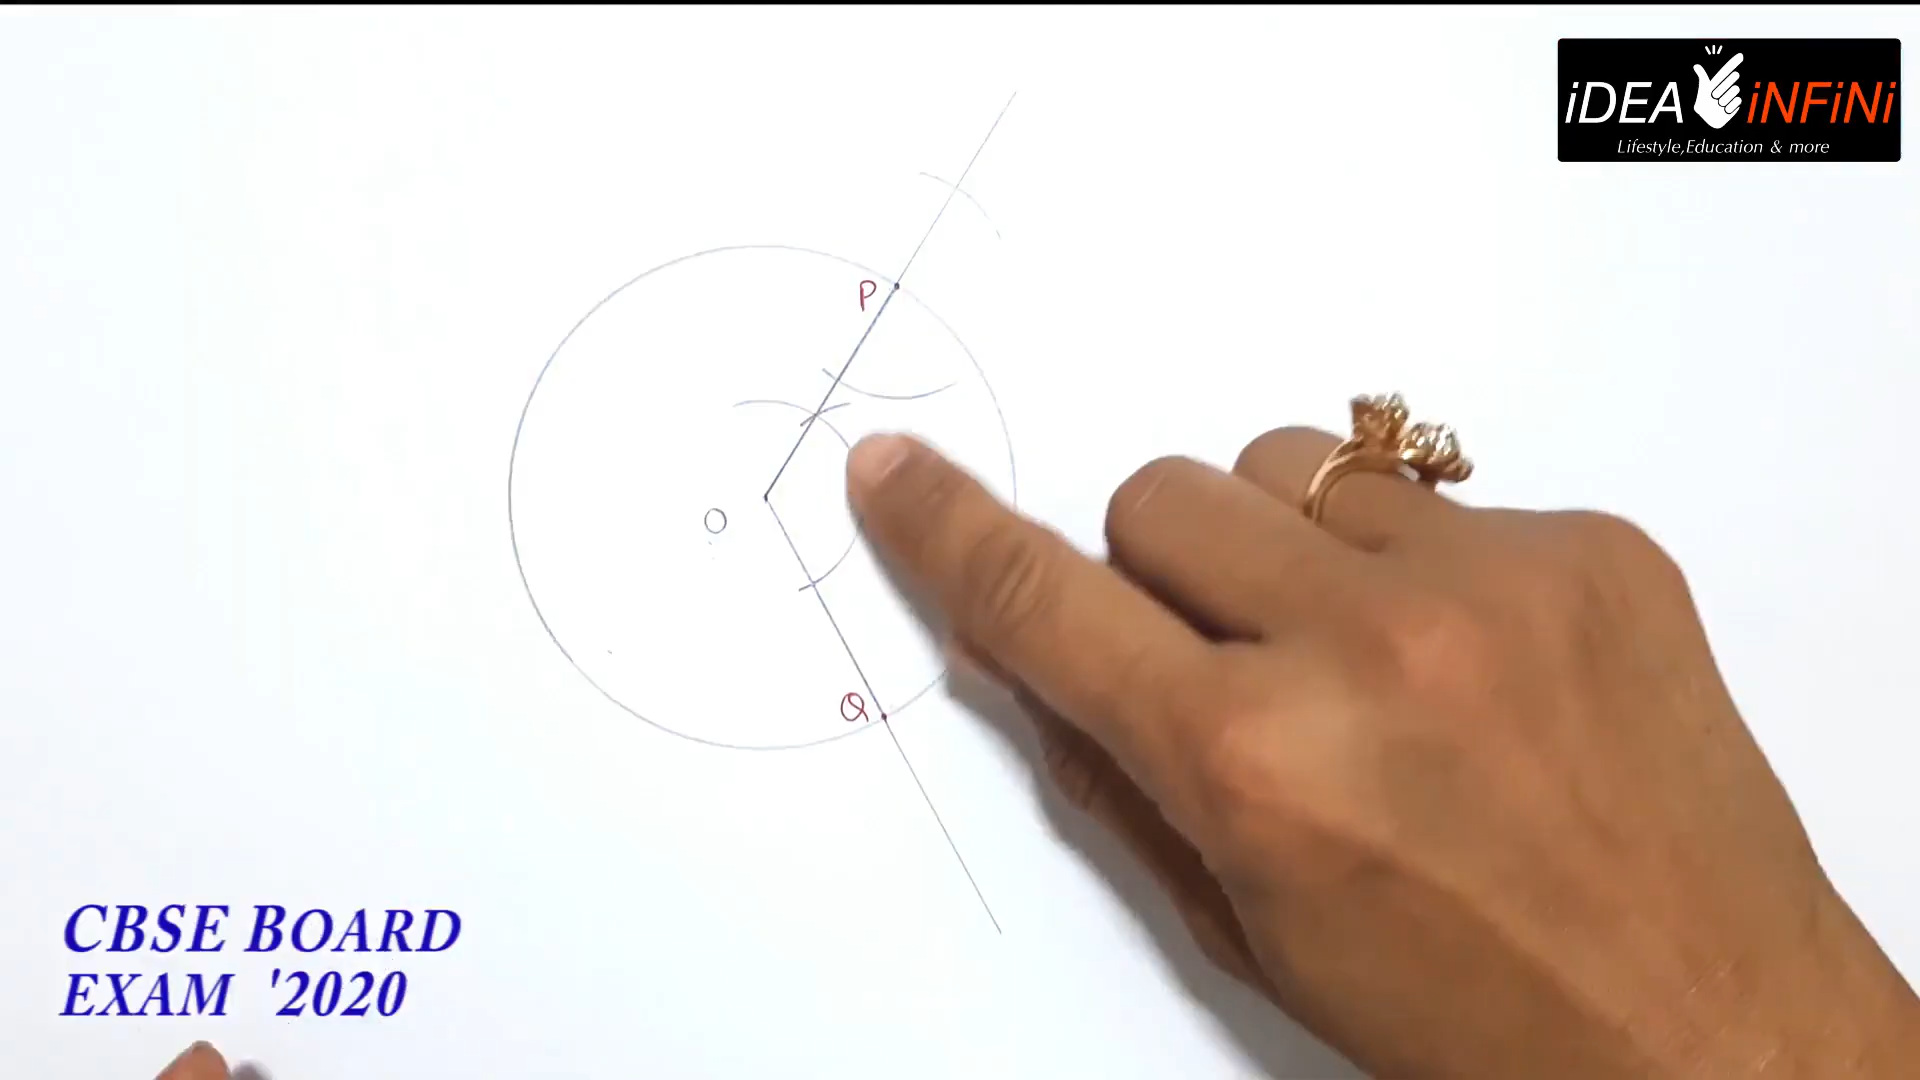 iDEA iNFiNi
Lifestyle,Education & more
P
O
Q
CBSE BOARD
EXAM '2020